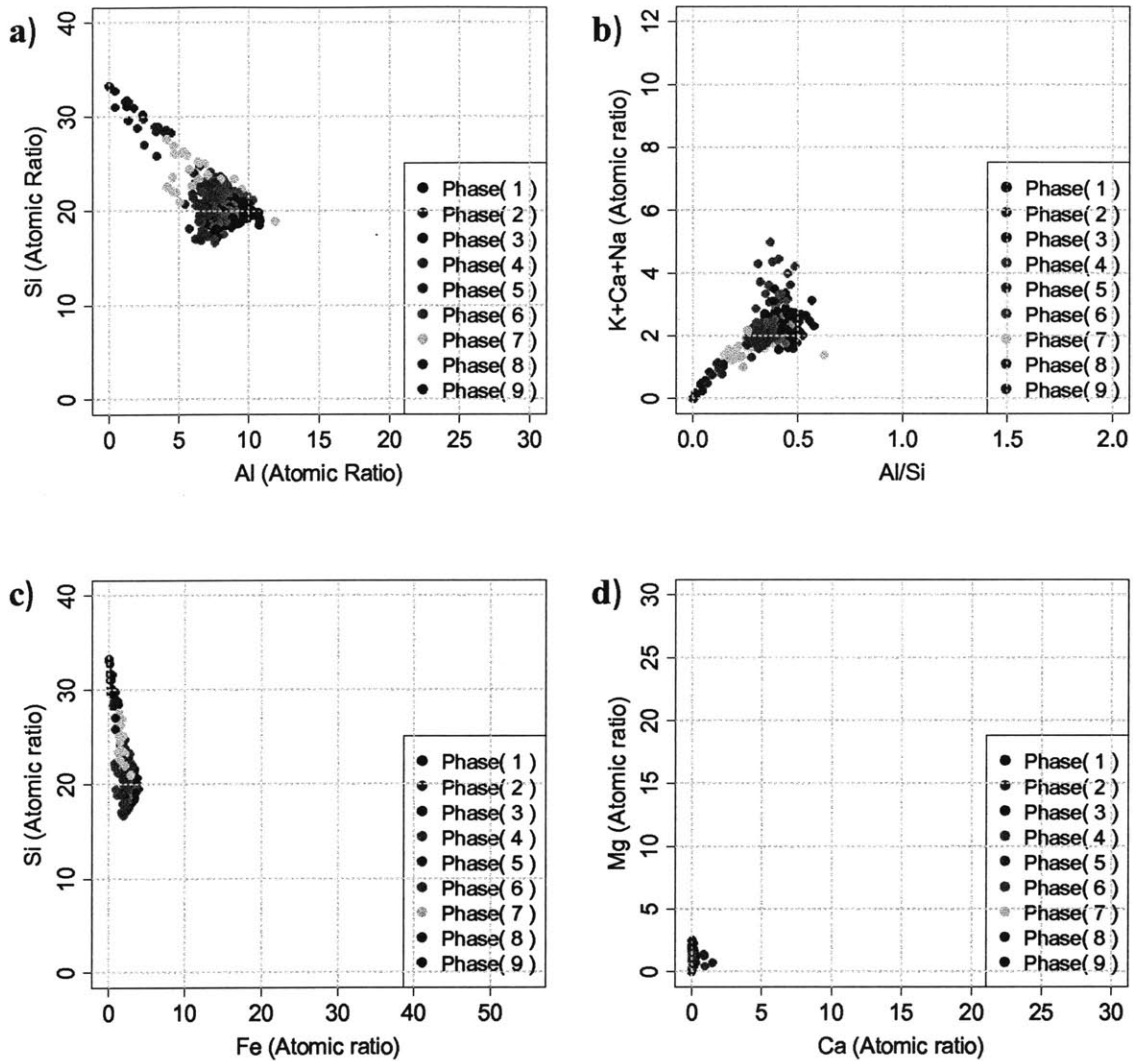 a)
40
30
20
10
0
Si (Atomic Ratio)
Phase( 1 )
Phase( 2 )
Phase( 3 )
Phase( 4 )
Phase( 5 )
Phase( 6 )
Phase( 7 )
Phase( 8 )
Phase( 9 )
0 5 10 15 20 25 30
Al (Atomic Ratio)
b)
12
10
8
6
4
2
0
K+Ca+Na (Atomic ratio)
Phase( 1 )
Phase( 2 )
Phase( 3 )
Phase( 4 )
Phase( 5 )
Phase( 6 )
Phase( 7 )
Phase( 8 )
Phase( 9 )
0.0 0.5 1.0 1.5 2.0
Al/Si
c)
40
30
20
10
0
Si (Atomic ratio)
Phase( 1 )
Phase( 2 )
Phase( 3 )
Phase( 4 )
Phase( 5 )
Phase( 6 )
Phase( 7 )
Phase( 8 )
Phase( 9 )
0 10 20 30 40 50
Fe (Atomic ratio)
d)
30
25
20
15
10
5
0
Mg (Atomic ratio)
Phase( 1 )
Phase( 2 )
Phase( 3 )
Phase( 4 )
Phase( 5 )
Phase( 6 )
Phase( 7 )
Phase( 8 )
Phase( 9 )
0 5 10 15 20 25 30
Ca (Atomic ratio)